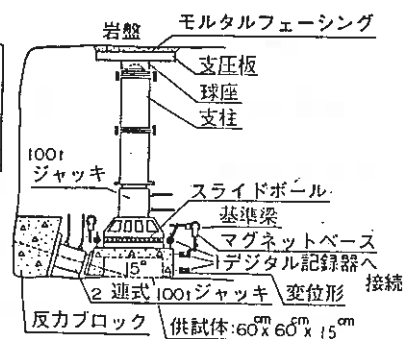 岩盤
モルタルフェーシング
支圧板
球座
支柱
100t
ジャッキ
スライドボール
基準梁
マグネットベース
デジタル記録器へ
接続
15°
2連式100tジャッキ
変位形
反力ブロック
供試体:60cm×60cm×15cm